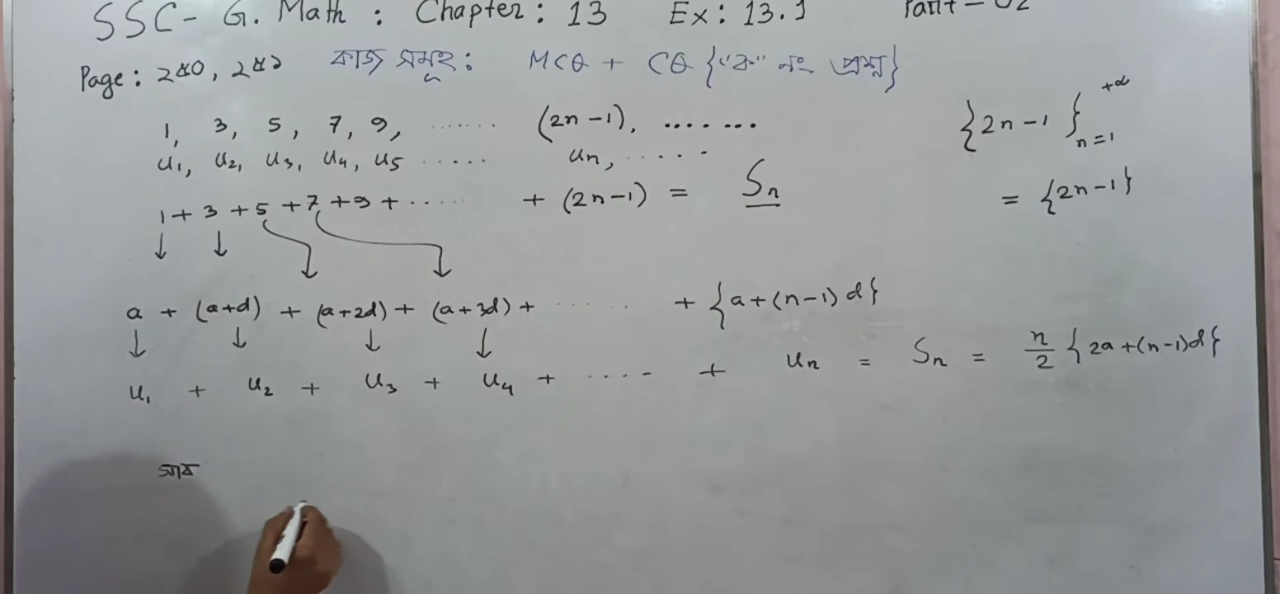 SSC- G. Math : Chapter : 13 Ex : 13.1 Part - 02
Page : ২৪০, ২৪১ কাজ সমূহ : MCQ + CQ {"ক" নং প্রশ্ন}
1, 3, 5, 7, 9, ....... (2n-1), .......
{2n-1}^{+∝}_{n=1}
u₁, u₂, u₃, u₄, u₅ ..... uₙ, .....
= {2n-1}
1 + 3 + 5 + 7 + 9 + ...... + (2n-1) = Sₙ
a + (a+d) + (a+2d) + (a+3d) + ...... + {a+(n-1)d}
u₁ + u₂ + u₃ + u₄ + ..... + uₙ = Sₙ = n/2 {2a+(n-1)d}